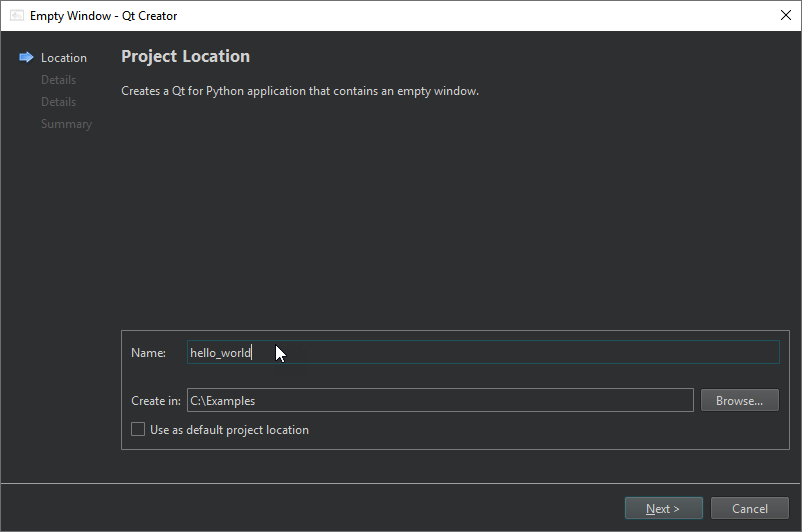 Empty Window - Qt Creator
Location
Details
Details
Summary
Project Location
Creates a Qt for Python application that contains an empty window.
Name: hello_world
Create in: C:\Examples Browse...
Use as default project location
Next > Cancel